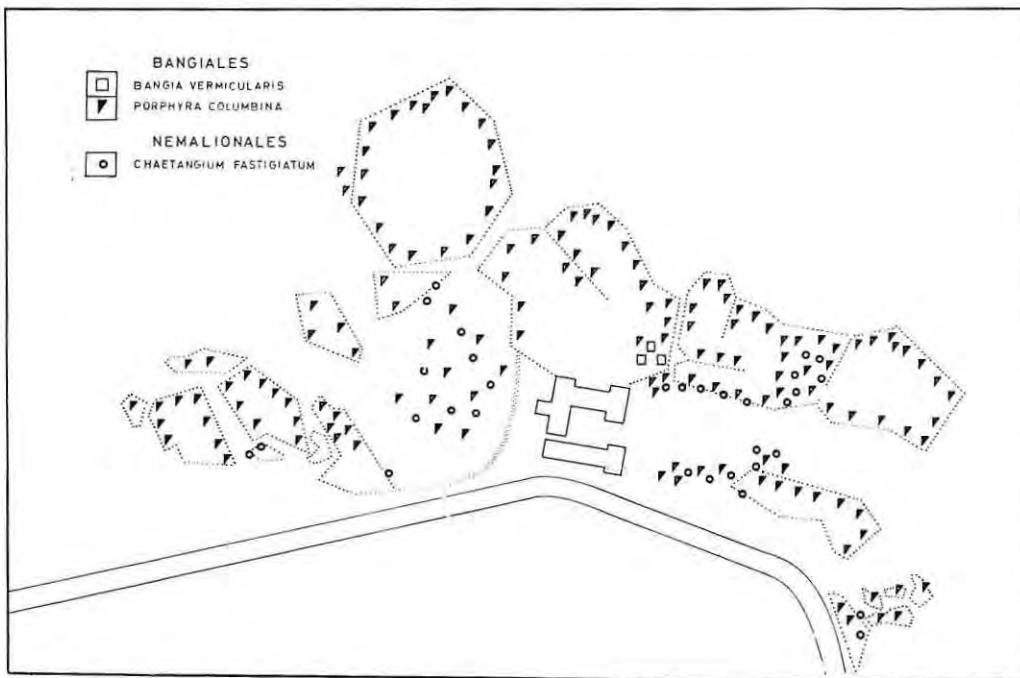 BANGIALES
BANGIA VERMICULARIS
PORPHYRA COLUMBINA
NEMALIONALES
CHAETANGIUM FASTIGIATUM